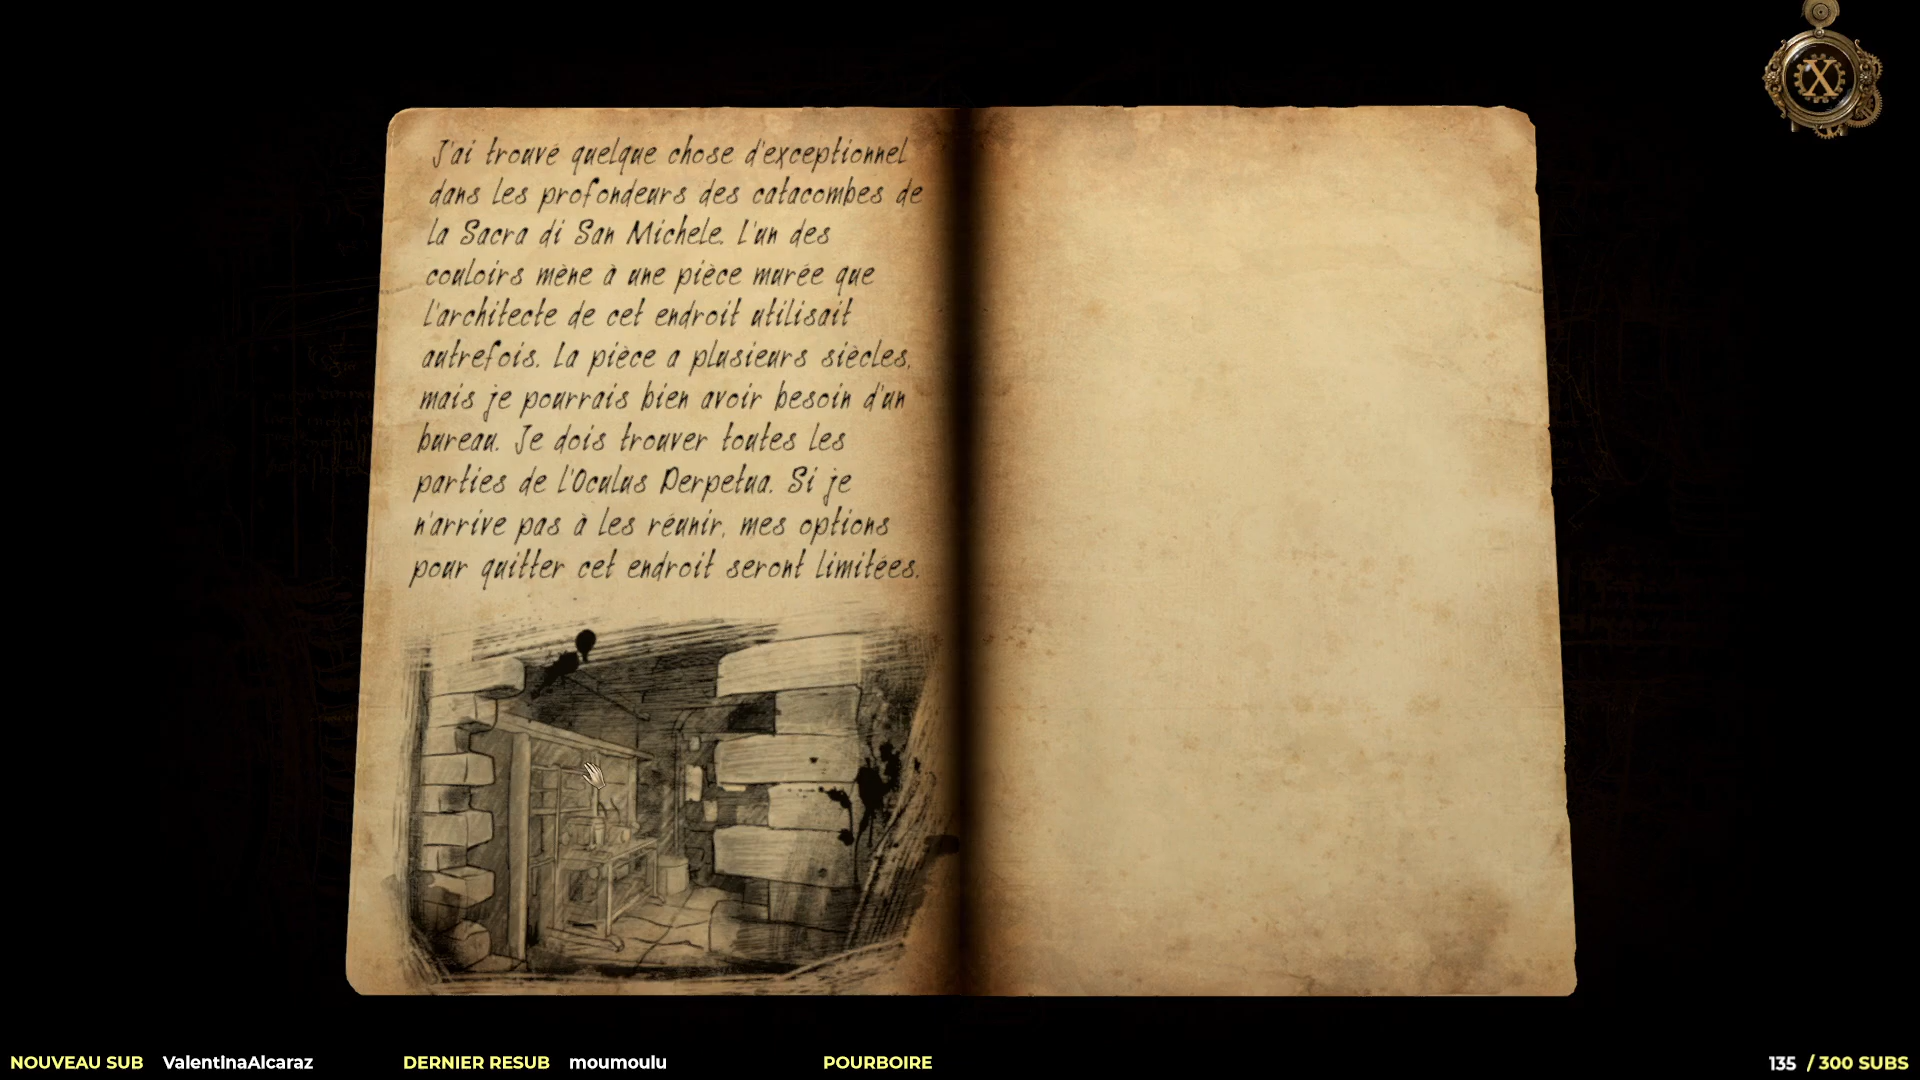 X
J'ai trouvé quelque chose d'exceptionnel
dans les profondeurs des catacombes de
la Sacra di San Michele. L'un des
couloirs mène à une pièce murée que
l'architecte de cet endroit utilisait
autrefois. La pièce a plusieurs siècles,
mais je pourrais bien avoir besoin d'un
bureau. Je dois trouver toutes les
parties de l'Oculus Perpetua. Si je
n'arrive pas à les réunir, mes options
pour quitter cet endroit seront limitées.
NOUVEAU SUB ValentInaAlcaraz DERNIER RESUB moumoulu POURBOIRE 135 / 300 SUBS